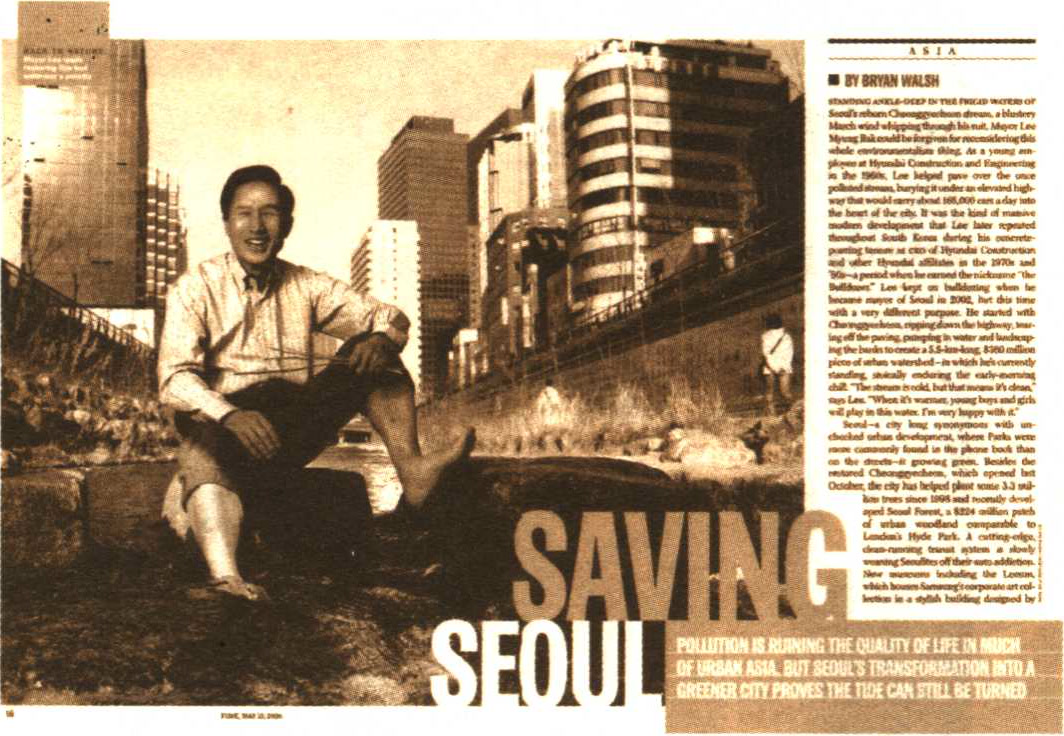 BACK TO NATURE
Mayor Lee
ASIA
■ BY BRYAN WALSH
STANDING ANKLE-DEEP IN THE FRIGID WATERS OF
Seoul's reborn Cheonggyecheon stream, a blustery
March wind whipping through his suit, Mayor Lee
Myung Bak could be forgiven for reconsidering this
whole environmentalism thing. As a young em-
ployee at Hyundai Construction and Engineering
in the 1960s, Lee helped pave over the once
polluted stream, burying it under an elevated high-
way that would carry about 168,000 cars a day into
the heart of the city. It was the kind of massive
modern development that Lee later repeated
throughout South Korea during his concrete-
pouring tenure as CEO of Hyundai Construction
and other Hyundai affiliates in the 1970s and
'80s—a period when he earned the nickname "the
Bulldozer." Lee kept on bulldozing when he
became mayor of Seoul in 2002, but this time
with a very different purpose. He started with
Cheonggyecheon, ripping down the highway, tear-
ing off the paving, pumping in water and landscap-
ing the banks to create a 5.8-km-long, $360 million
piece of urban watershed—in which he's currently
standing, stoically enduring the early-morning
chill. "The stream is cold, but that means it's clean,"
says Lee. "When it's warmer, young boys and girls
will play in this water. I'm very happy with it."
Seoul—a city long synonymous with un-
checked urban development, where Parks were
more commonly found in the phone book than
on the streets—is growing green. Besides the
restored Cheonggyecheon, which opened last
October, the city has helped plant some 3.3 mil-
lion trees since 1998 and recently devel-
oped Seoul Forest, a $224 million patch
of urban woodland comparable to
London's Hyde Park. A cutting-edge,
clean-running transit system is slowly
weaning Seoulites off their auto addiction.
New museums including the Leeum,
which houses Samsung's corporate art col-
lection in a stylish building designed by
SAVING
SEOUL
POLLUTION IS RUINING THE QUALITY OF LIFE IN MUCH
OF URBAN ASIA. BUT SEOUL'S TRANSFORMATION INTO A
GREENER CITY PROVES THE TIDE CAN STILL BE TURNED
16
TIME, MAY